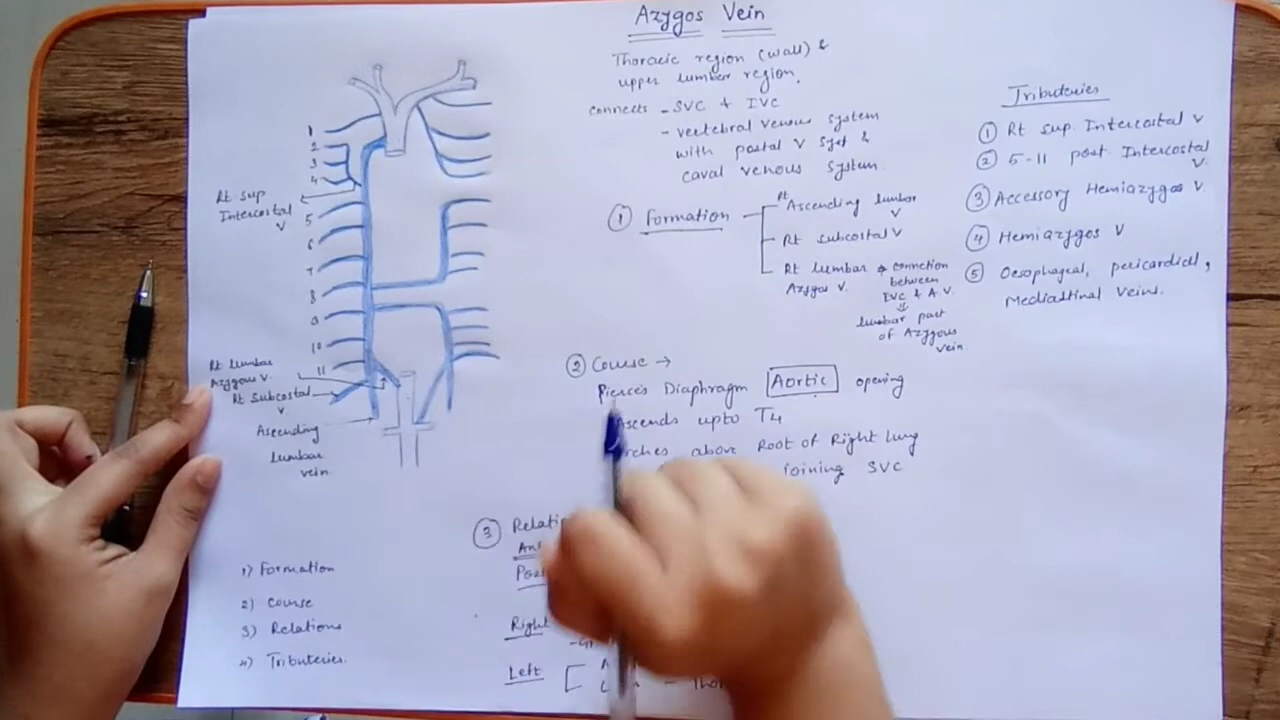 Azygos Vein
Thoracic region (wall) &
upper lumbar region.
connects - SVC & IVC
- vertebral venous system
with portal v syst &
caval venous system.
① Formation
Rt Ascending lumbar
v
Rt subcostal V
Rt lumbar
Azygos V.
connection
between
IVC & A.V.
lumbar part
of Azygous
vein
② Course →
Pierces Diaphragm Aortic opening
Ascends upto T4
Arches above Root of Right lung
joining SVC
③
Right
Left
Tributeries
① Rt sup. Intercostal v
② 5-11 post. Intercostal
V.
③ Accessory Hemiazygos V.
④ Hemiazygos V
⑤ Oesophageal, pericardial,
Mediastinal Veins.
1
2
3
4
Rt sup
Intercostal
V
5
6
7
8
9
10
11
Rt lumbar
Azygous V.
Rt Subcostal
v
Ascending
lumbar
vein
1) Formation
2) Course
3) Relations
4) Tributeries.